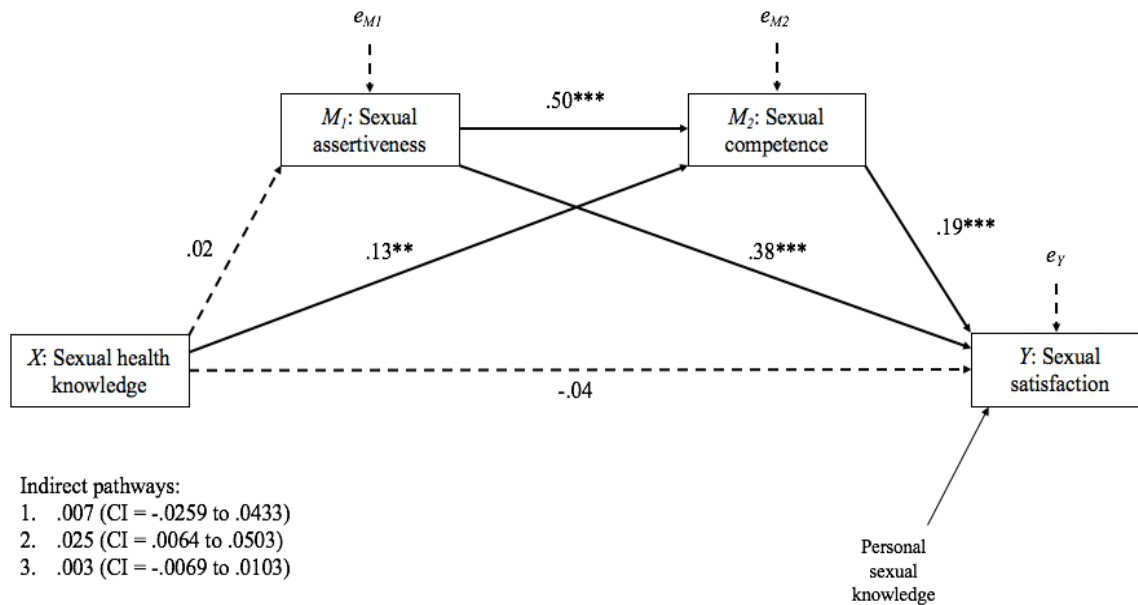 eM1
eM2
M1: Sexual
assertiveness
.50***
M2: Sexual
competence
.02
.13**
.38***
.19***
eY
X: Sexual health
knowledge
-.04
Y: Sexual
satisfaction
Indirect pathways:
1. .007 (CI = -.0259 to .0433)
2. .025 (CI = .0064 to .0503)
3. .003 (CI = -.0069 to .0103)
Personal
sexual
knowledge